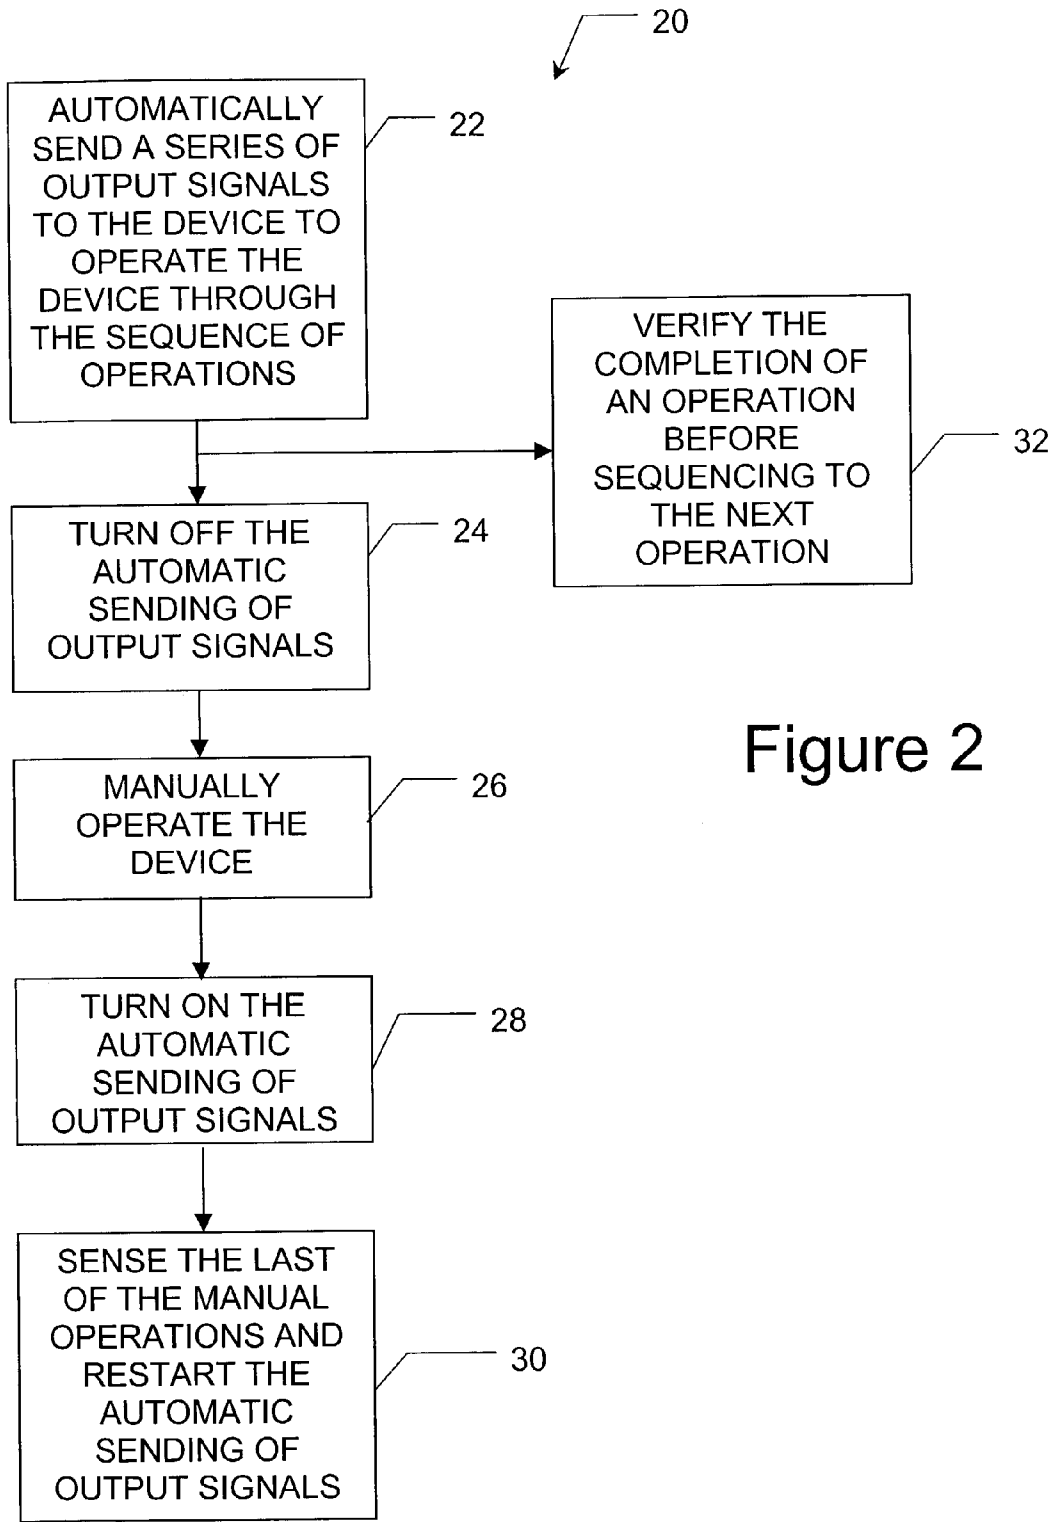 20
AUTOMATICALLY
SEND A SERIES OF
OUTPUT SIGNALS
TO THE DEVICE TO
OPERATE THE
DEVICE THROUGH
THE SEQUENCE OF
OPERATIONS
22
VERIFY THE
COMPLETION OF
AN OPERATION
BEFORE
SEQUENCING TO
THE NEXT
OPERATION
32
TURN OFF THE
AUTOMATIC
SENDING OF
OUTPUT SIGNALS
24
MANUALLY
OPERATE THE
DEVICE
26
Figure 2
TURN ON THE
AUTOMATIC
SENDING OF
OUTPUT SIGNALS
28
SENSE THE LAST
OF THE MANUAL
OPERATIONS AND
RESTART THE
AUTOMATIC
SENDING OF
OUTPUT SIGNALS
30